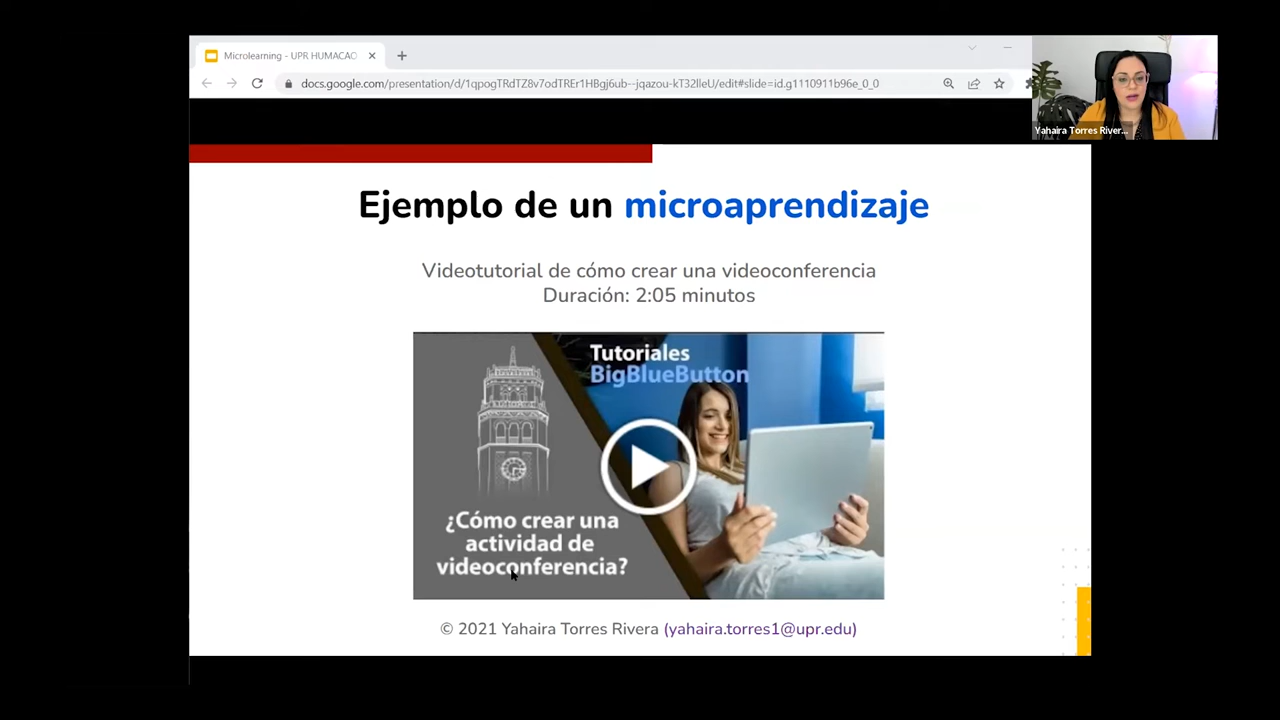 Microlearning - UPR HUMACAO
docs.google.com/presentation/d/1qpogTRdTZ8v7odTREr1HBgj6ub--jqazou-kT32lleU/edit#slide=id.g1110911b96e_0_0
Yahaira Torres River...
Ejemplo de un microaprendizaje
Videotutorial de cómo crear una videoconferencia
Duración: 2:05 minutos
Tutoriales
BigBlueButton
¿Cómo crear una
actividad de
videoconferencia?
© 2021 Yahaira Torres Rivera (yahaira.torres1@upr.edu)